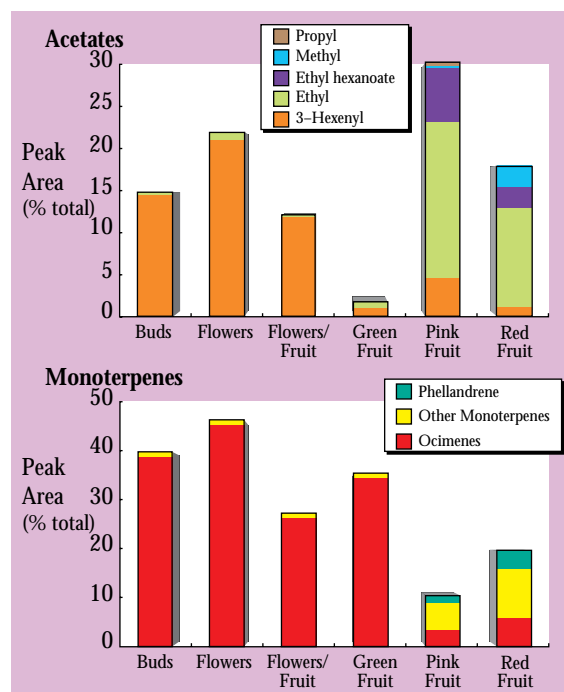 Acetates
Propyl
Methyl
Ethyl hexanoate
Ethyl
3–Hexenyl
Peak
Area
(% total)
30
25
20
15
10
5
0
Buds
Flowers
Flowers/
Fruit
Green
Fruit
Pink
Fruit
Red
Fruit
Monoterpenes
Phellandrene
Other Monoterpenes
Ocimenes
Peak
Area
(% total)
50
40
30
20
10
0
Buds
Flowers
Flowers/
Fruit
Green
Fruit
Pink
Fruit
Red
Fruit